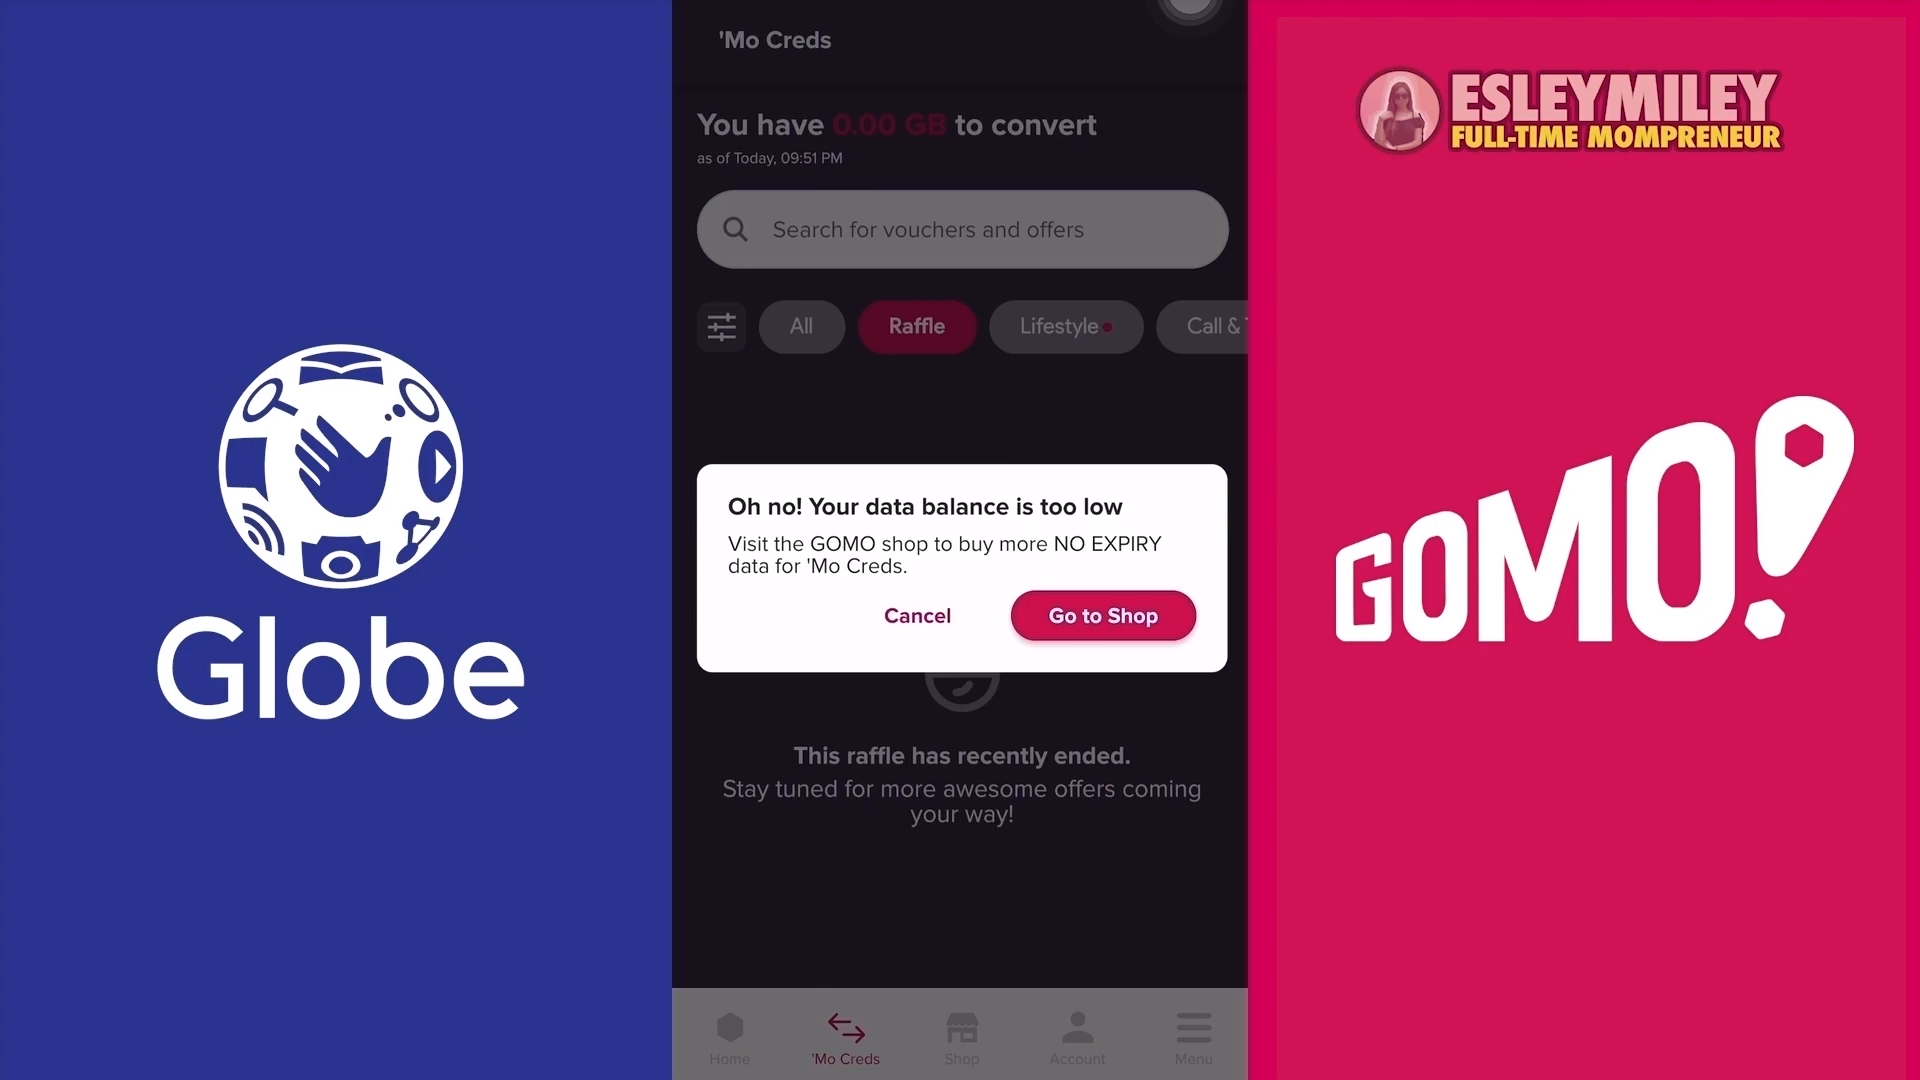 Globe
'Mo Creds
You have 0.00 GB to convert
as of Today, 09:51 PM
Search for vouchers and offers
All
Raffle
Lifestyle
Call &
Oh no! Your data balance is too low
Visit the GOMO shop to buy more NO EXPIRY
data for 'Mo Creds.
Cancel
Go to Shop
This raffle has recently ended.
Stay tuned for more awesome offers coming
your way!
Home
'Mo Creds
Shop
Account
Menu
ESLEYMILEY
FULL-TIME MOMPRENEUR
GOMO!